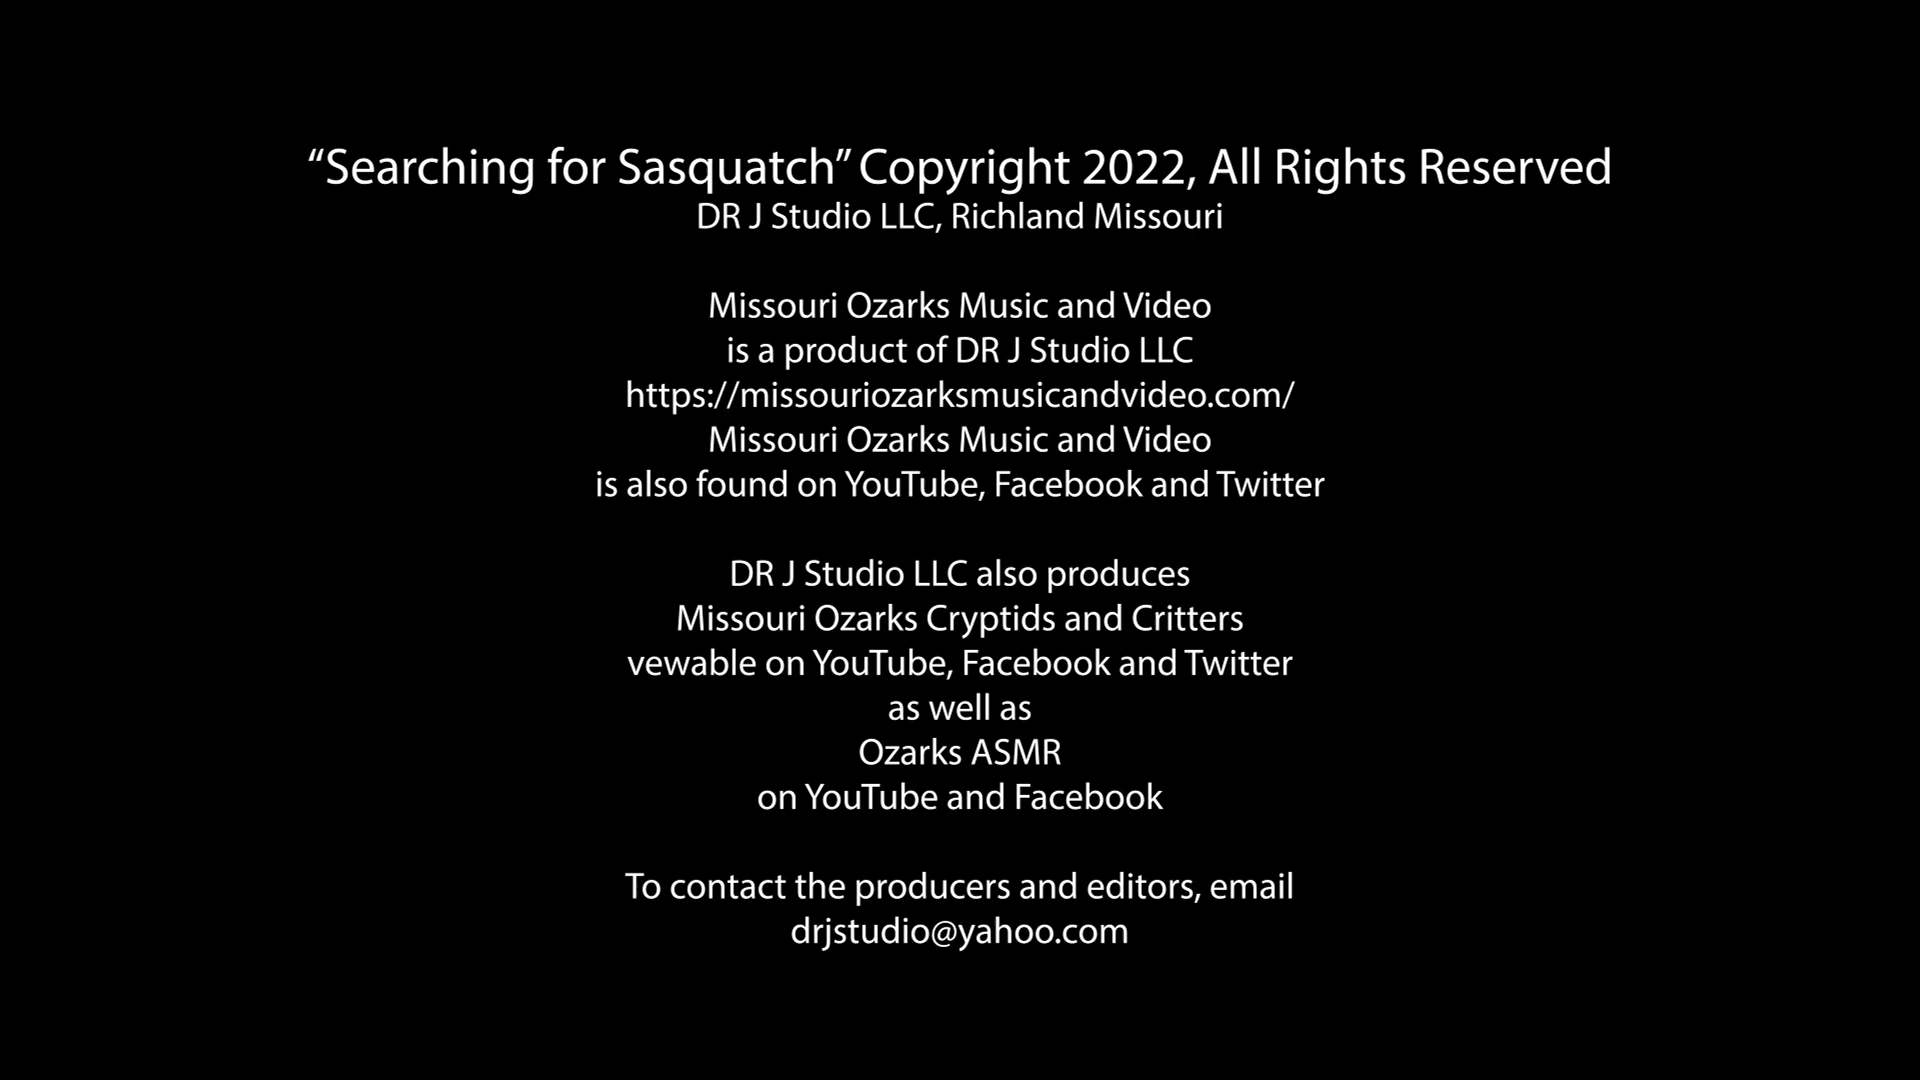 “Searching for Sasquatch” Copyright 2022, All Rights Reserved
DR J Studio LLC, Richland Missouri
Missouri Ozarks Music and Video
is a product of DR J Studio LLC
https://missouriozarksmusicandvideo.com/
Missouri Ozarks Music and Video
is also found on YouTube, Facebook and Twitter
DR J Studio LLC also produces
Missouri Ozarks Cryptids and Critters
vewable on YouTube, Facebook and Twitter
as well as
Ozarks ASMR
on YouTube and Facebook
To contact the producers and editors, email
drjstudio@yahoo.com